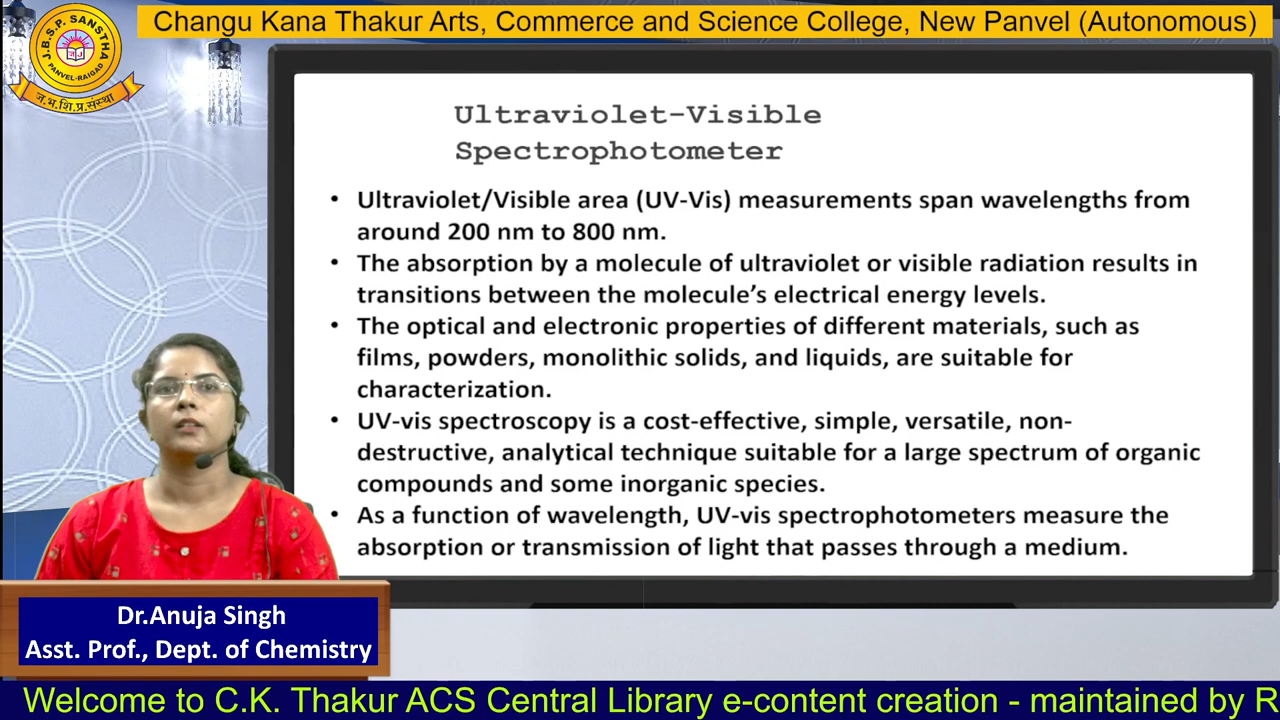 Changu Kana Thakur Arts, Commerce and Science College, New Panvel (Autonomous)
J.B.S.P. SANSTHA
PANVEL-RAIGAD
ज.भ.शि.प्र.संस्था
Ultraviolet-Visible
Spectrophotometer
• Ultraviolet/Visible area (UV-Vis) measurements span wavelengths from
around 200 nm to 800 nm.
• The absorption by a molecule of ultraviolet or visible radiation results in
transitions between the molecule’s electrical energy levels.
• The optical and electronic properties of different materials, such as
films, powders, monolithic solids, and liquids, are suitable for
characterization.
• UV-vis spectroscopy is a cost-effective, simple, versatile, non-
destructive, analytical technique suitable for a large spectrum of organic
compounds and some inorganic species.
• As a function of wavelength, UV-vis spectrophotometers measure the
absorption or transmission of light that passes through a medium.
Dr.Anuja Singh
Asst. Prof., Dept. of Chemistry
Welcome to C.K. Thakur ACS Central Library e-content creation - maintained by R